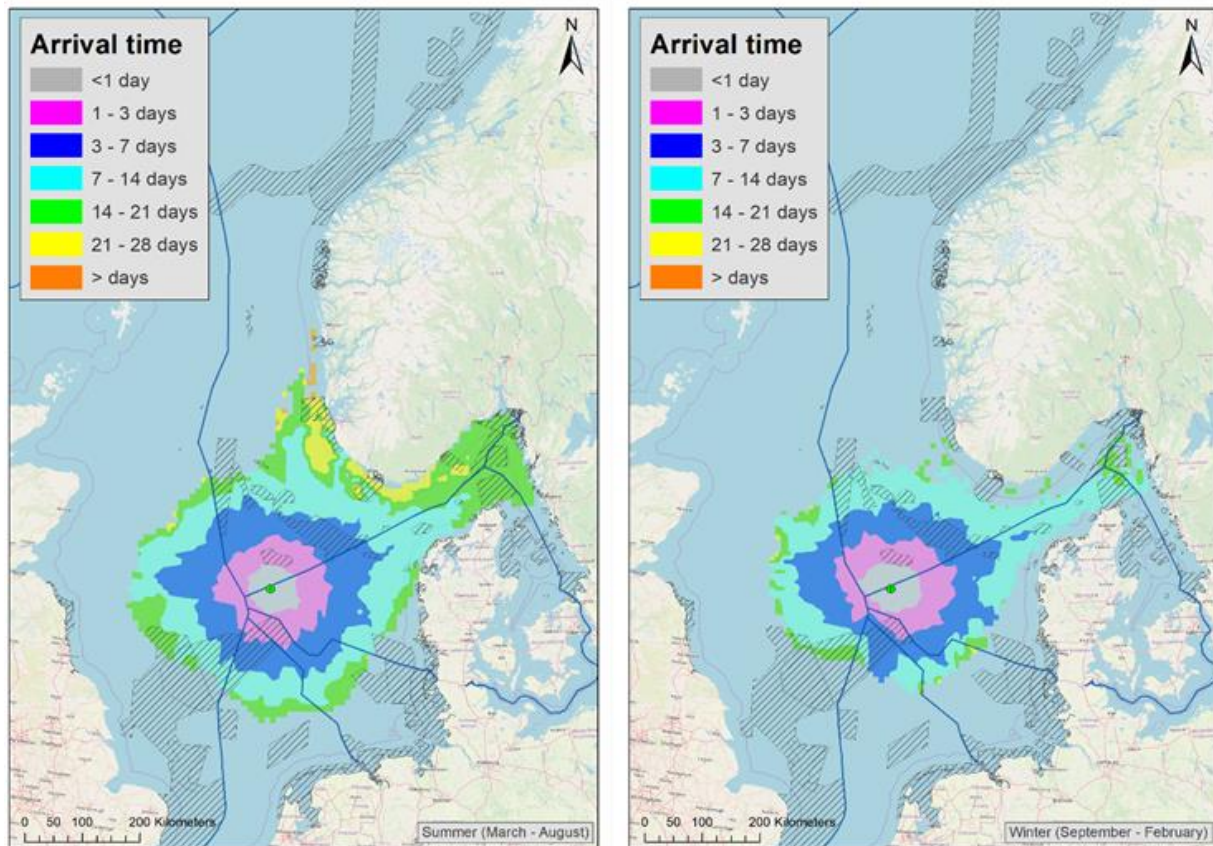 Arrival time
<1 day
1 - 3 days
3 - 7 days
7 - 14 days
14 - 21 days
21 - 28 days
> days
N
0 50 100 200 Kilometers
Summer (March - August)
Arrival time
<1 day
1 - 3 days
3 - 7 days
7 - 14 days
14 - 21 days
21 - 28 days
> days
N
0 50 100 200 Kilometers
Winter (September - February)